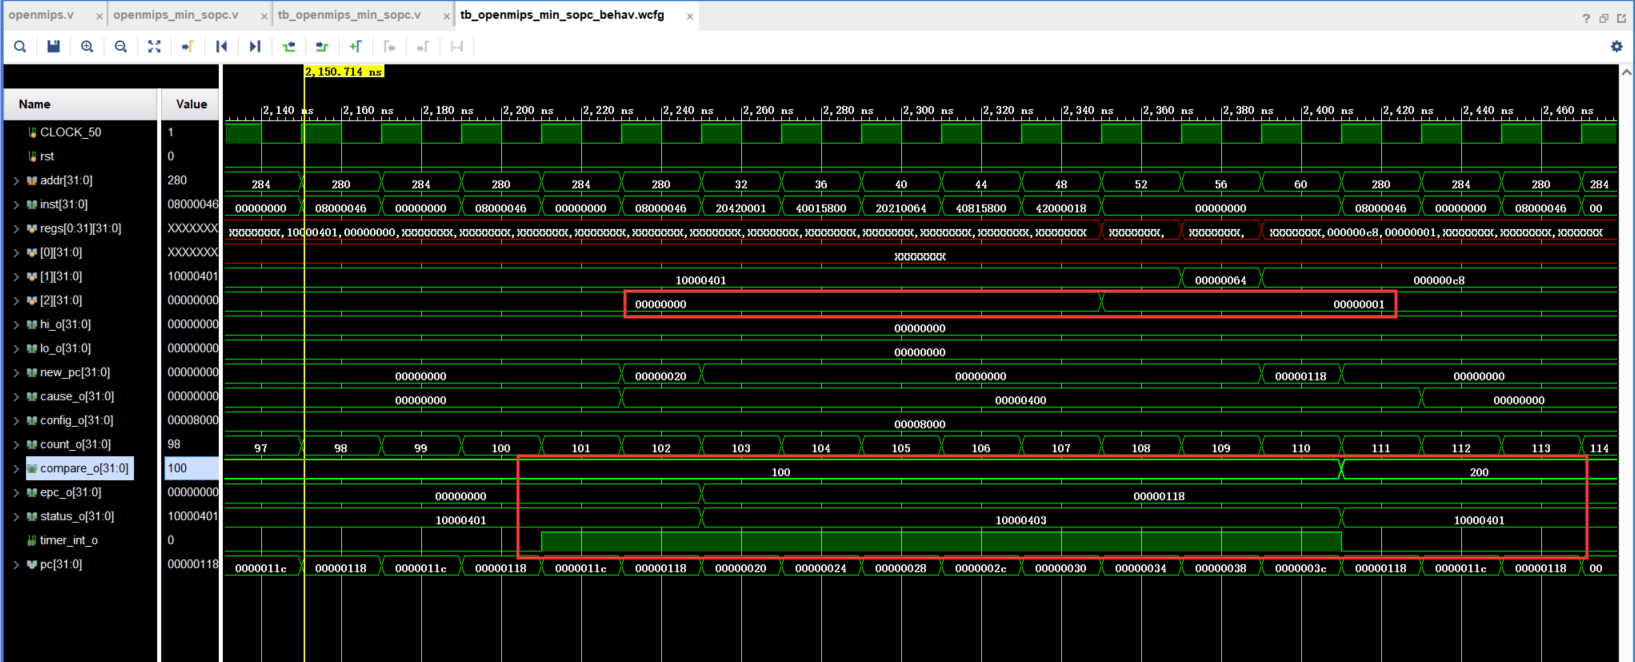 openmips.v × openmips_min_sopc.v × tb_openmips_min_sopc.v × tb_openmips_min_sopc_behav.wcfg × ?
2,150.714 ns
2,140 ns 2,160 ns 2,180 ns 2,200 ns 2,220 ns 2,240 ns 2,260 ns 2,280 ns 2,300 ns 2,320 ns 2,340 ns 2,360 ns 2,380 ns 2,400 ns 2,420 ns 2,440 ns 2,460 ns
Name Value
CLOCK_50 1
rst 0
addr[31:0] 280 284 280 284 280 284 280 32 36 40 44 48 52 56 60 280 284 280 284
inst[31:0] 08000046 00000000 08000046 00000000 08000046 00000000 08000046 20420001 40015800 20210064 40815800 42000018 00000000 08000046 00000000 08000046 00
regs[0:31][31:0] XXXXXXX XXXXXXXX,10000401,00000000,XXXXXXXX,XXXXXXXX,XXXXXXXX,XXXXXXXX,XXXXXXXX,XXXXXXXX,XXXXXXXX,XXXXXXXX,XXXXXXXX XXXXXXXX, XXXXXXXX, XXXXXXXX,000000c8,00000001,XXXXXXXX,XXXXXXXX,XXXXXXXX
[0][31:0] XXXXXXX XXXXXXXX
[1][31:0] 10000401 10000401 00000064 000000c8
[2][31:0] 00000000 00000000 00000001
hi_o[31:0] 00000000 00000000
lo_o[31:0] 00000000 00000000
new_pc[31:0] 00000000 00000000 00000020 00000000 00000118 00000000
cause_o[31:0] 00000000 00000000 00000400 00000000
config_o[31:0] 00008000 00008000
count_o[31:0] 98 97 98 99 100 101 102 103 104 105 106 107 108 109 110 111 112 113 114
compare_o[31:0] 100 100 200
epc_o[31:0] 00000000 00000000 00000118
status_o[31:0] 10000401 10000401 10000403 10000401
timer_int_o 0
pc[31:0] 00000118 0000011c 00000118 0000011c 00000118 0000011c 00000118 00000020 00000024 00000028 0000002c 00000030 00000034 00000038 0000003c 00000118 0000011c 00000118 00